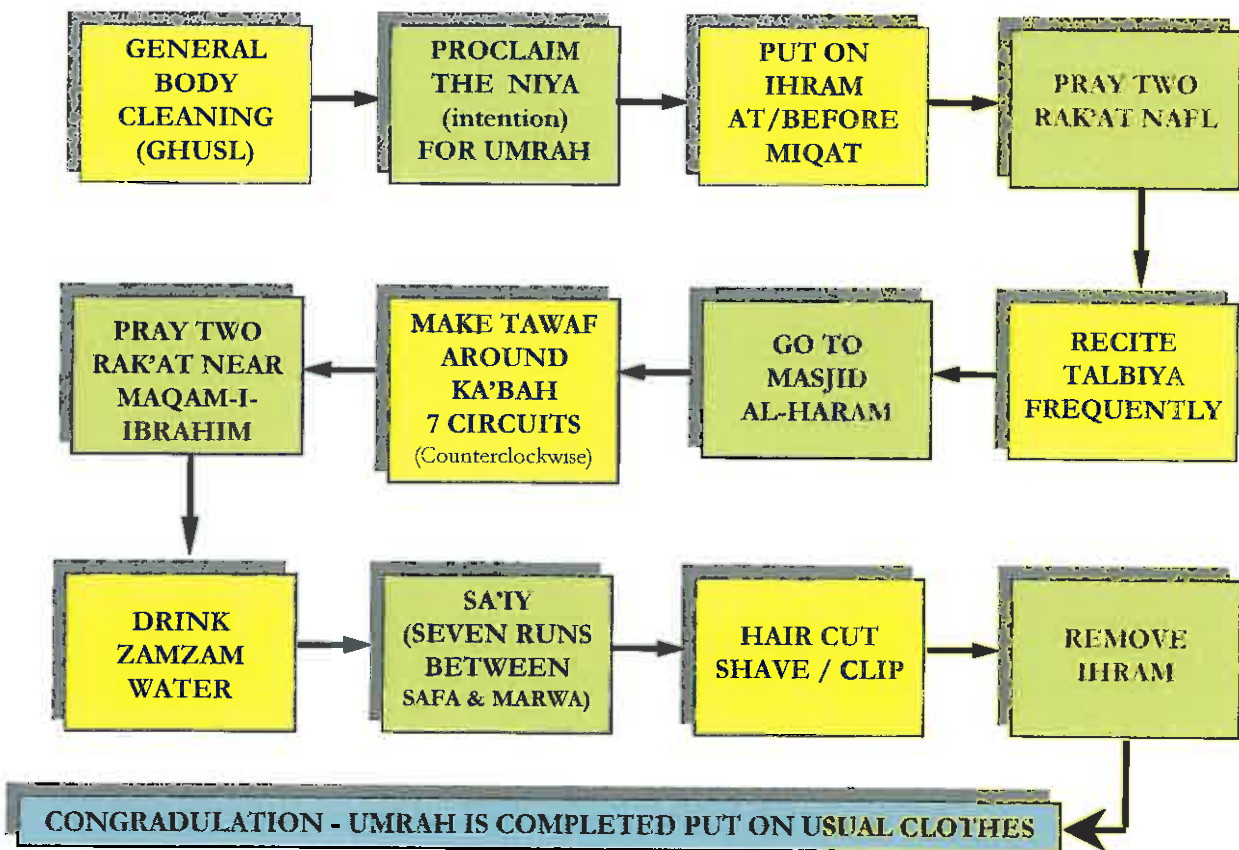 GENERAL
BODY
CLEANING
(GHUSL)
PROCLAIM
THE NIYA
(intention)
FOR UMRAH
PUT ON
IHRAM
AT/BEFORE
MIQAT
PRAY TWO
RAK'AT NAFL
RECITE
TALBIYA
FREQUENTLY
GO TO
MASJID
AL-HARAM
MAKE TAWAF
AROUND
KA'BAH
7 CIRCUITS
(Counterclockwise)
PRAY TWO
RAK'AT NEAR
MAQAM-I-
IBRAHIM
DRINK
ZAMZAM
WATER
SA'IY
(SEVEN RUNS
BETWEEN
SAFA & MARWA)
HAIR CUT
SHAVE / CLIP
REMOVE
IHRAM
CONGRADULATION - UMRAH IS COMPLETED PUT ON USUAL CLOTHES